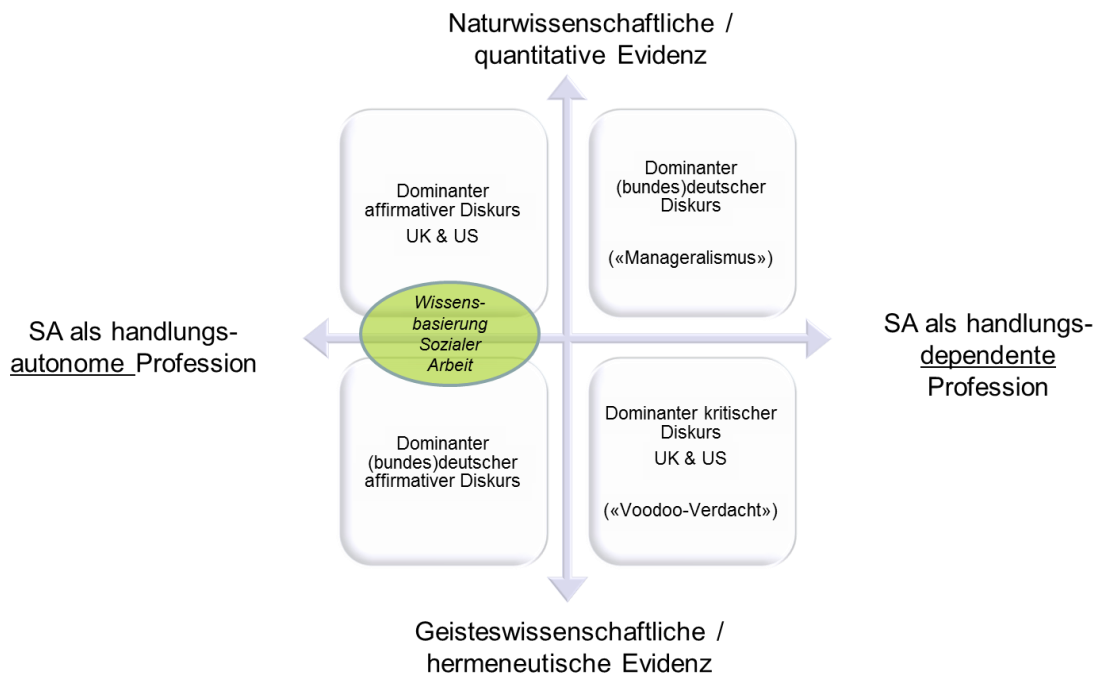 Naturwissenschaftliche /
quantitative Evidenz
Dominanter
affirmativer Diskurs
UK & US
Dominanter
(bundes)deutscher
Diskurs
(«Manageralismus»)
SA als handlungs-
autonome Profession
Wissens-
basierung
Sozialer
Arbeit
SA als handlungs-
dependente
Profession
Dominanter
(bundes)deutscher
affirmativer Diskurs
Dominanter kritischer
Diskurs
UK & US
(«Voodoo-Verdacht»)
Geisteswissenschaftliche /
hermeneutische Evidenz